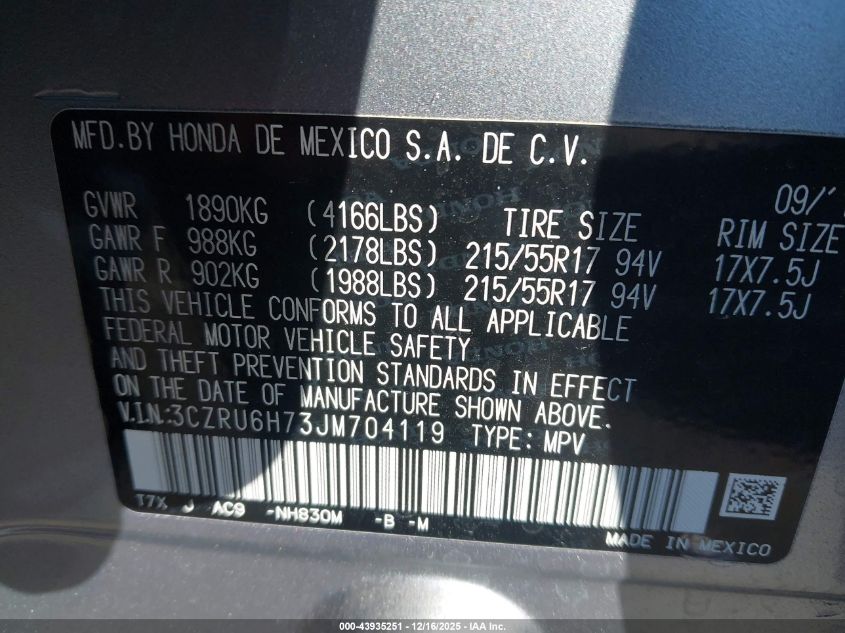 MFD.BY HONDA DE MEXICO S.A. DE C.V.
09/
GVWR 1890KG (4166LBS) TIRE SIZE RIM SIZE
GAWR F 988KG (2178LBS) 215/55R17 94V 17X7.5J
GAWR R 902KG (1988LBS) 215/55R17 94V 17X7.5J
THIS VEHICLE CONFORMS TO ALL APPLICABLE
FEDERAL MOTOR VEHICLE SAFETY
AND THEFT PREVENTION STANDARDS IN EFFECT
ON THE DATE OF MANUFACTURE SHOWN ABOVE.
V.I.N.:3CZRU6H73JM704119 TYPE: MPV
T7X J AC9 -NH830M -B -M
MADE IN MEXICO
000-43935251 - 12/16/2025 - IAA Inc.